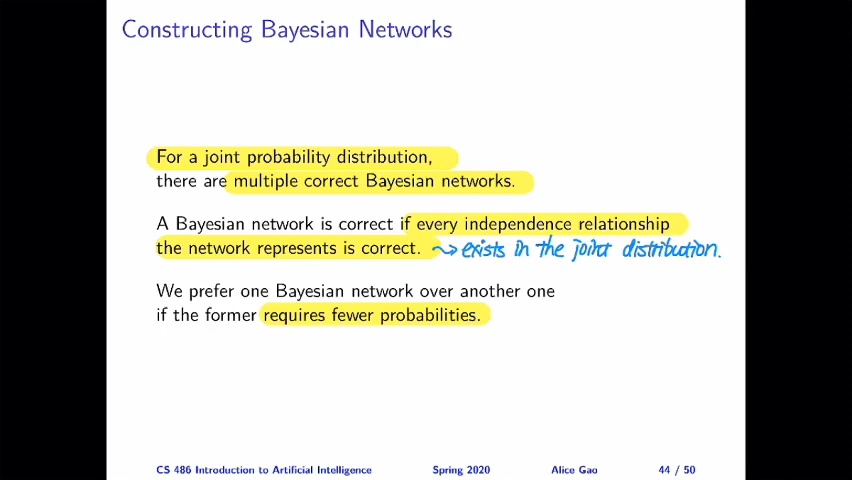 Constructing Bayesian Networks
For a joint probability distribution,
there are multiple correct Bayesian networks.
A Bayesian network is correct if every independence relationship
the network represents is correct. ⤳ exists in the joint distribution.
We prefer one Bayesian network over another one
if the former requires fewer probabilities.
CS 486 Introduction to Artificial Intelligence Spring 2020 Alice Gao 44 / 50